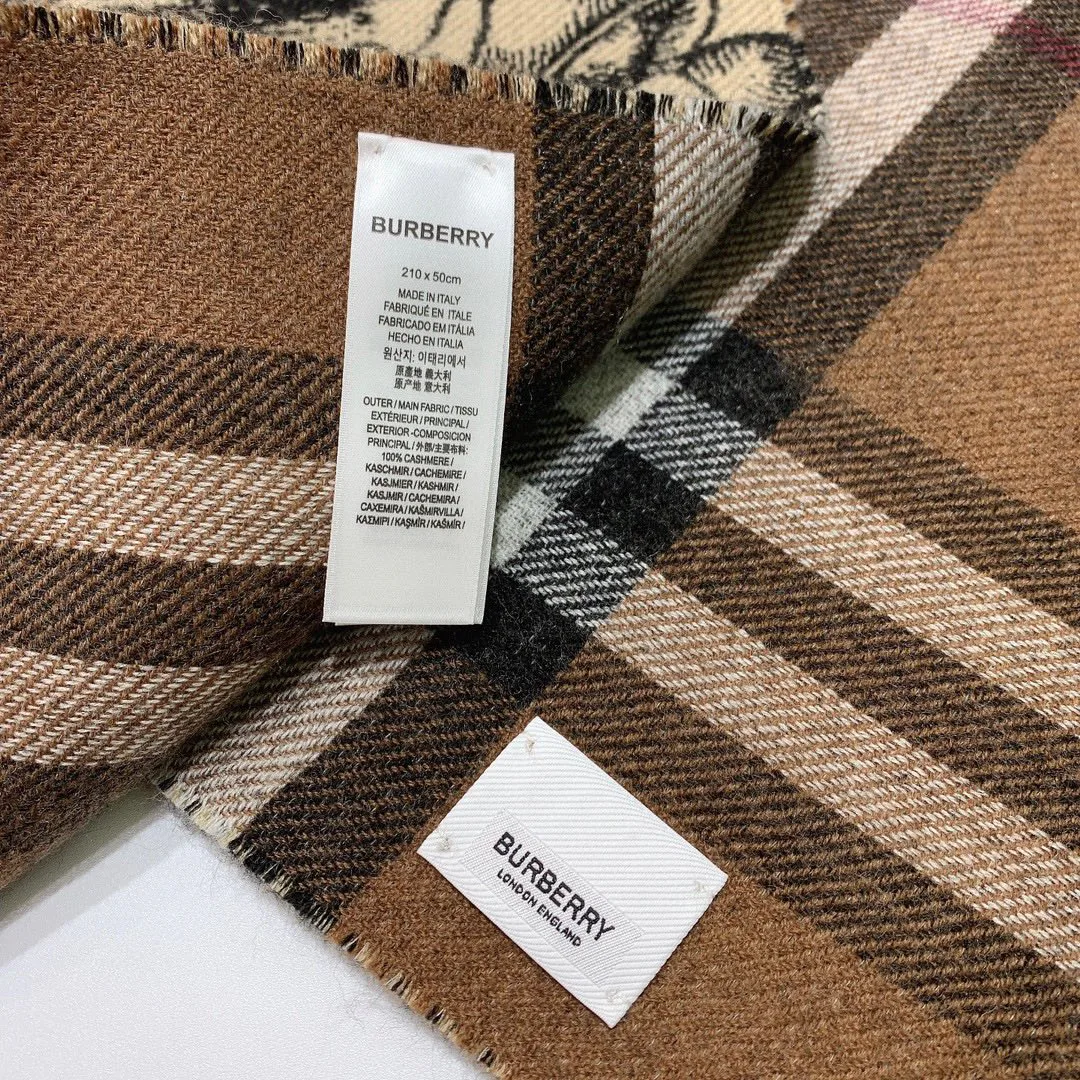 BURBERRY
210 x 50cm
MADE IN ITALY
FABRIQUÉ EN ITALE
FABRICADO EM ITÁLIA
HECHO EN ITALIA
원산지: 이태리에서
原產地 義大利
原产地 意大利
OUTER / MAIN FABRIC / TISSU
EXTÉRIEUR / PRINCIPAL /
EXTERIOR-COMPOSICION
PRINCIPAL / 外部/主要布料:
100% CASHMERE /
KASCHMIR / CACHEMIRE /
KASJMIER / KASHMIR /
KASJMIR / CACHEMIRA /
CAXEMIRA / KAŠMIRVILLA /
ΚΑΣΜΙΡΙ / KAŞMİR / KAŠMİR /
BURBERRY
LONDON ENGLAND